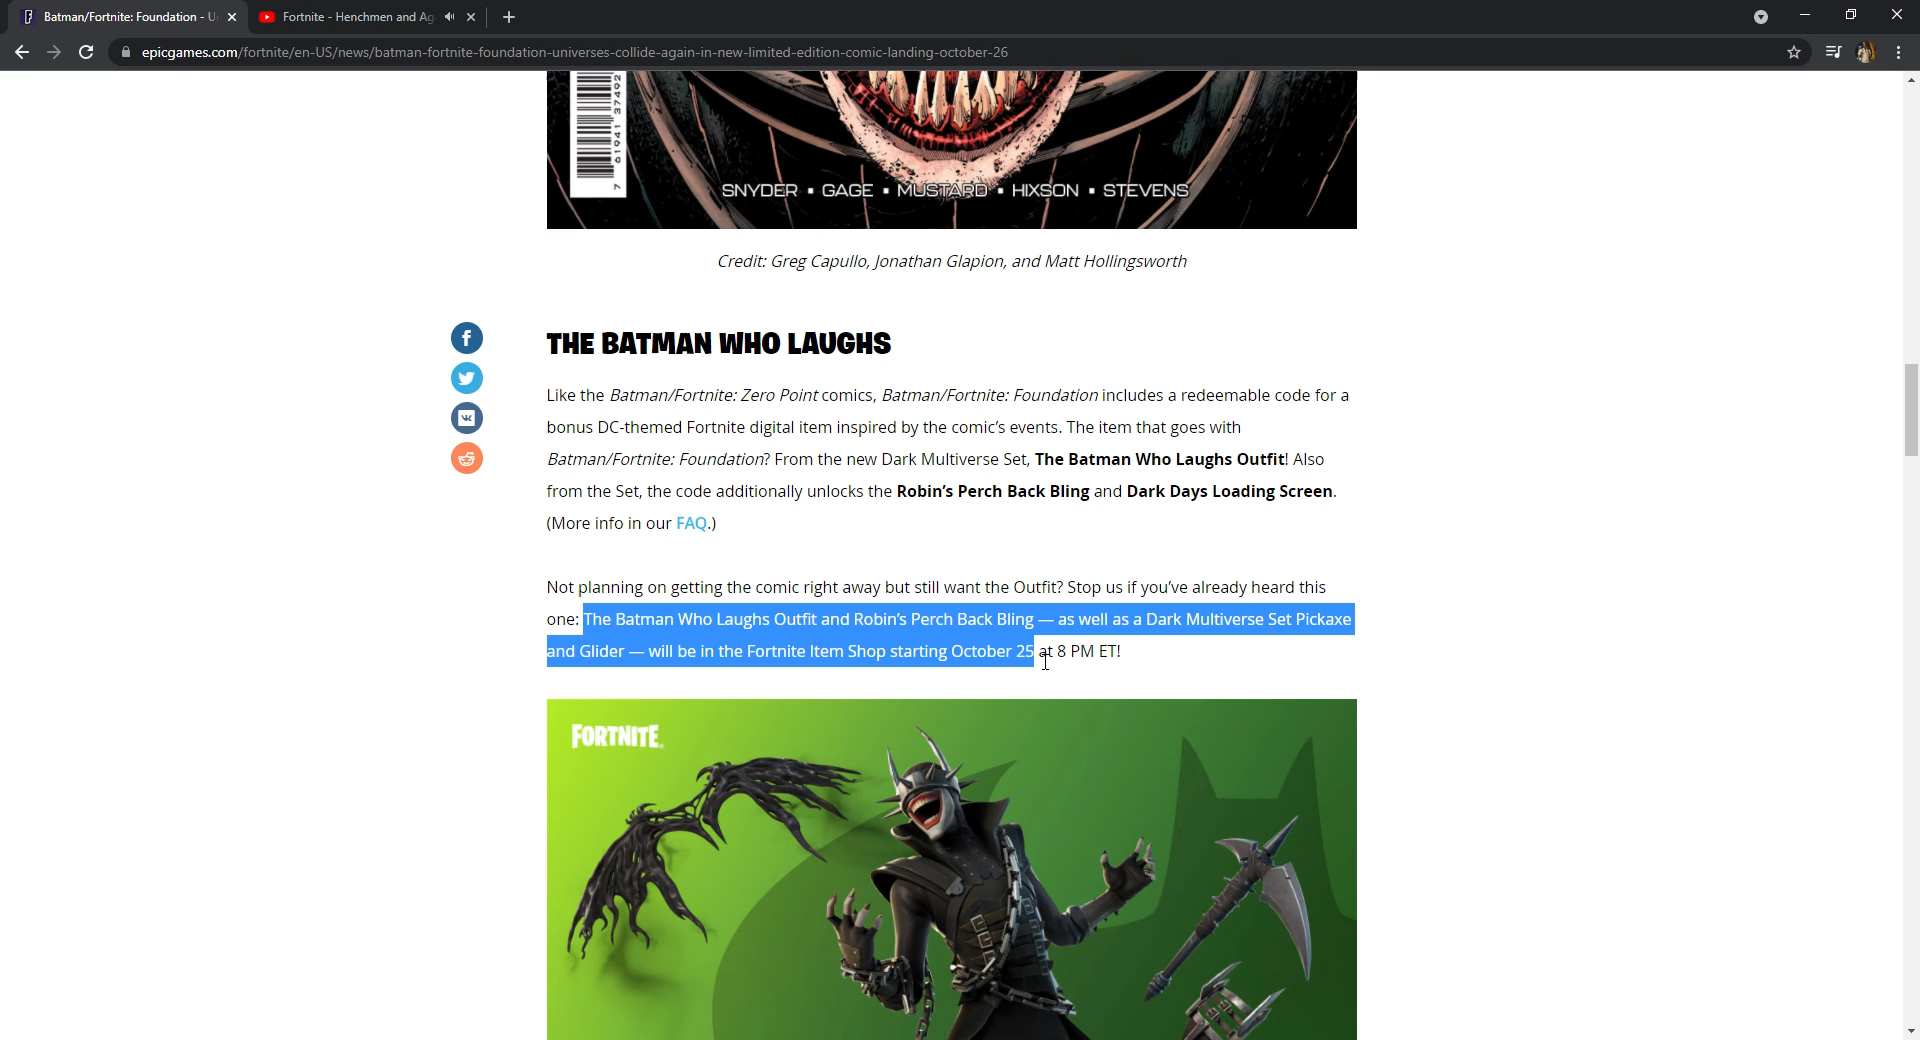 Batman/Fortnite: Foundation - U
Fortnite - Henchmen and Ag
epicgames.com/fortnite/en-US/news/batman-fortnite-foundation-universes-collide-again-in-new-limited-edition-comic-landing-october-26
7 61941 37492
SNYDER • GAGE • MUSTARD • HIXSON • STEVENS
Credit: Greg Capullo, Jonathan Glapion, and Matt Hollingsworth
THE BATMAN WHO LAUGHS
Like the Batman/Fortnite: Zero Point comics, Batman/Fortnite: Foundation includes a redeemable code for a
bonus DC-themed Fortnite digital item inspired by the comic’s events. The item that goes with
Batman/Fortnite: Foundation? From the new Dark Multiverse Set, The Batman Who Laughs Outfit! Also
from the Set, the code additionally unlocks the Robin’s Perch Back Bling and Dark Days Loading Screen.
(More info in our FAQ.)
Not planning on getting the comic right away but still want the Outfit? Stop us if you’ve already heard this
one: The Batman Who Laughs Outfit and Robin’s Perch Back Bling — as well as a Dark Multiverse Set Pickaxe
and Glider — will be in the Fortnite Item Shop starting October 25 at 8 PM ET!
FORTNITE